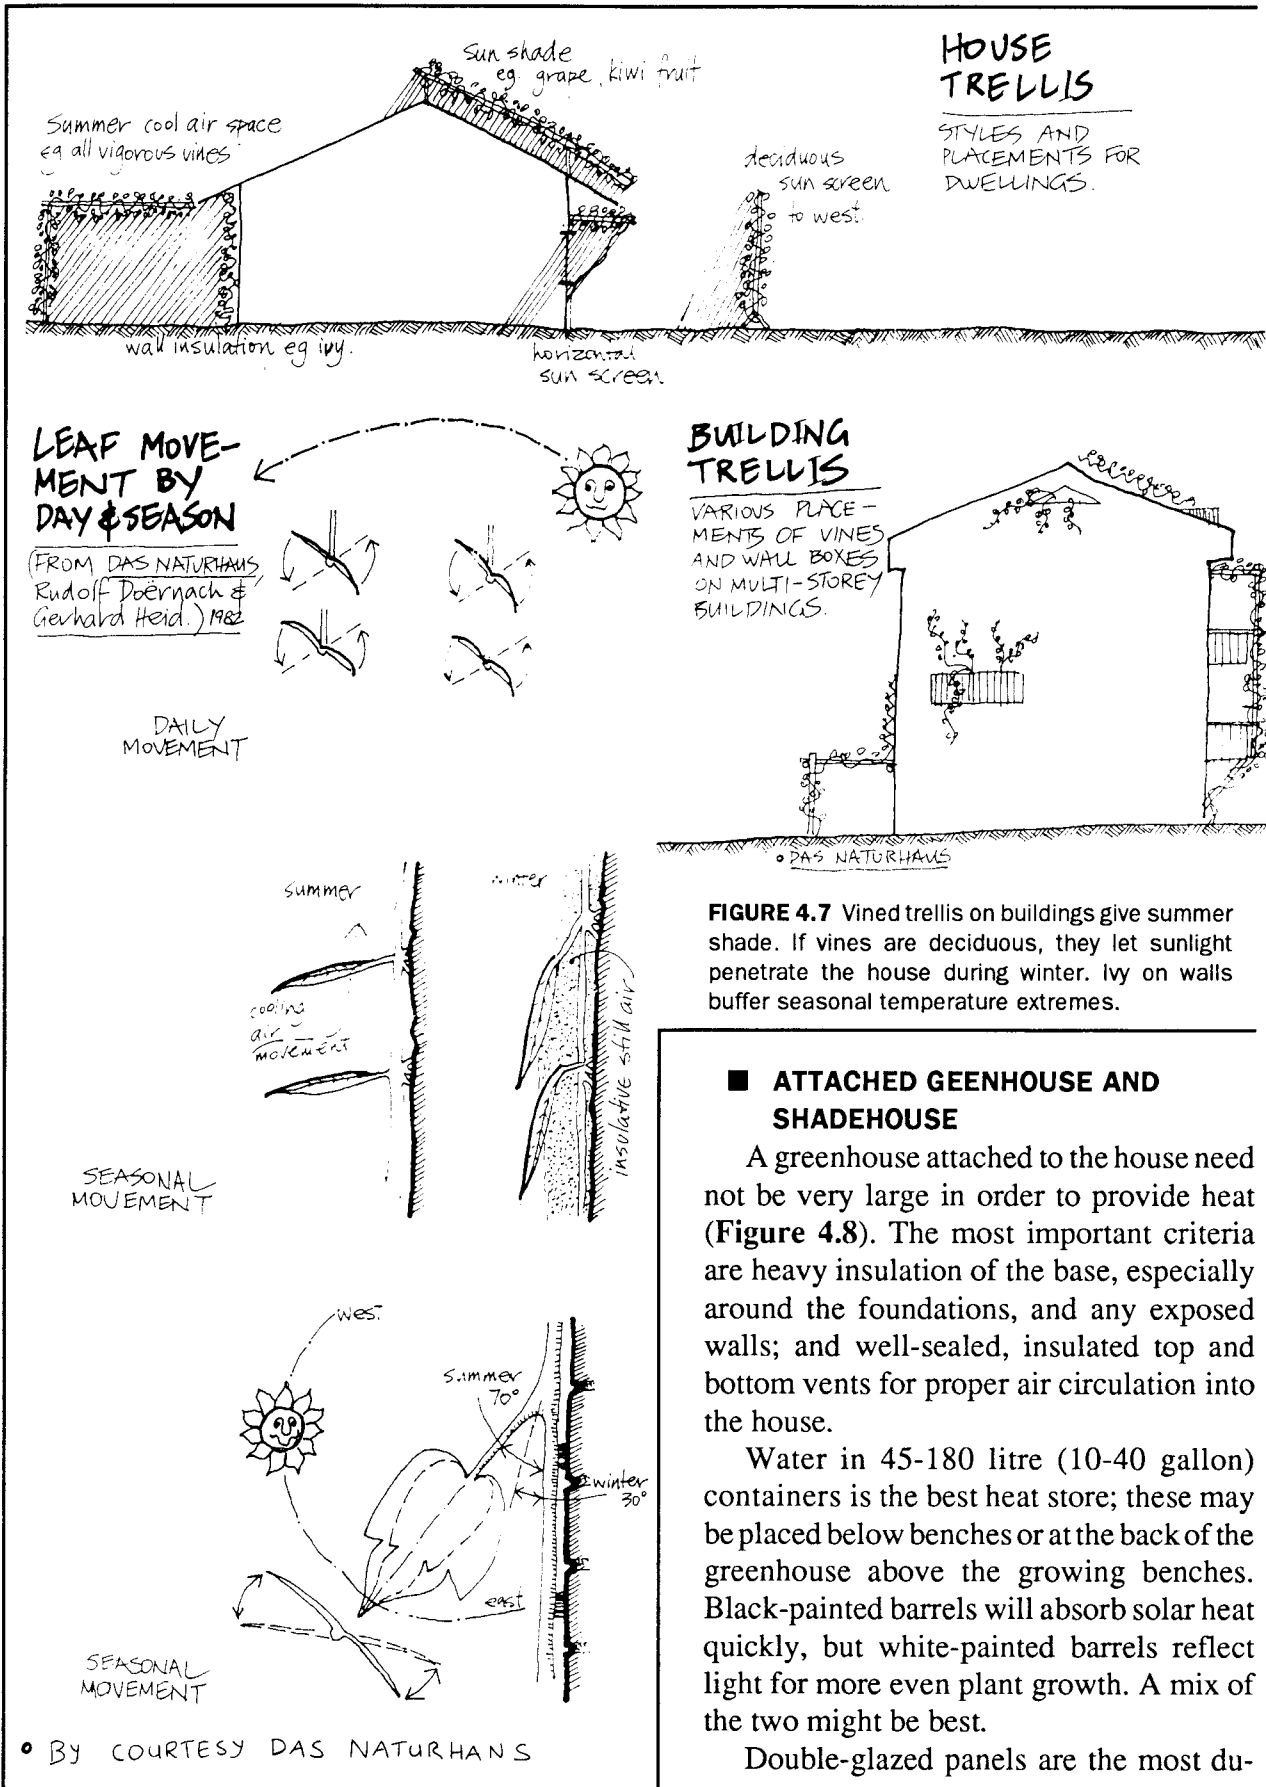 HOUSE
TRELLIS
STYLES AND
PLACEMENTS FOR
DWELLINGS.
sun shade
eg. grape, kiwi fruit
Summer cool air space
eg all vigorous vines
deciduous
sun screen
to west.
wall insulation eg ivy.
horizontal
sun screen
LEAF MOVE-
MENT BY
DAY & SEASON
(FROM DAS NATURHAUS,
Rudolf Doernach &
Gerhard Heid.) 1982
DAILY
MOVEMENT
BUILDING
TRELLIS
VARIOUS PLACE-
MENTS OF VINES
AND WALL BOXES
ON MULTI-STOREY
BUILDINGS.
DAS NATURHAUS
summer
cooling
air
movement
winter
insulative still air
SEASONAL
MOVEMENT
west
summer
70°
winter
30°
east
SEASONAL
MOVEMENT
BY COURTESY DAS NATURHANS
FIGURE 4.7 Vined trellis on buildings give summer
shade. If vines are deciduous, they let sunlight
penetrate the house during winter. Ivy on walls
buffer seasonal temperature extremes.
■ ATTACHED GEENHOUSE AND
SHADEHOUSE
A greenhouse attached to the house need
not be very large in order to provide heat
(Figure 4.8). The most important criteria
are heavy insulation of the base, especially
around the foundations, and any exposed
walls; and well-sealed, insulated top and
bottom vents for proper air circulation into
the house.
Water in 45-180 litre (10-40 gallon)
containers is the best heat store; these may
be placed below benches or at the back of the
greenhouse above the growing benches.
Black-painted barrels will absorb solar heat
quickly, but white-painted barrels reflect
light for more even plant growth. A mix of
the two might be best.
Double-glazed panels are the most du-